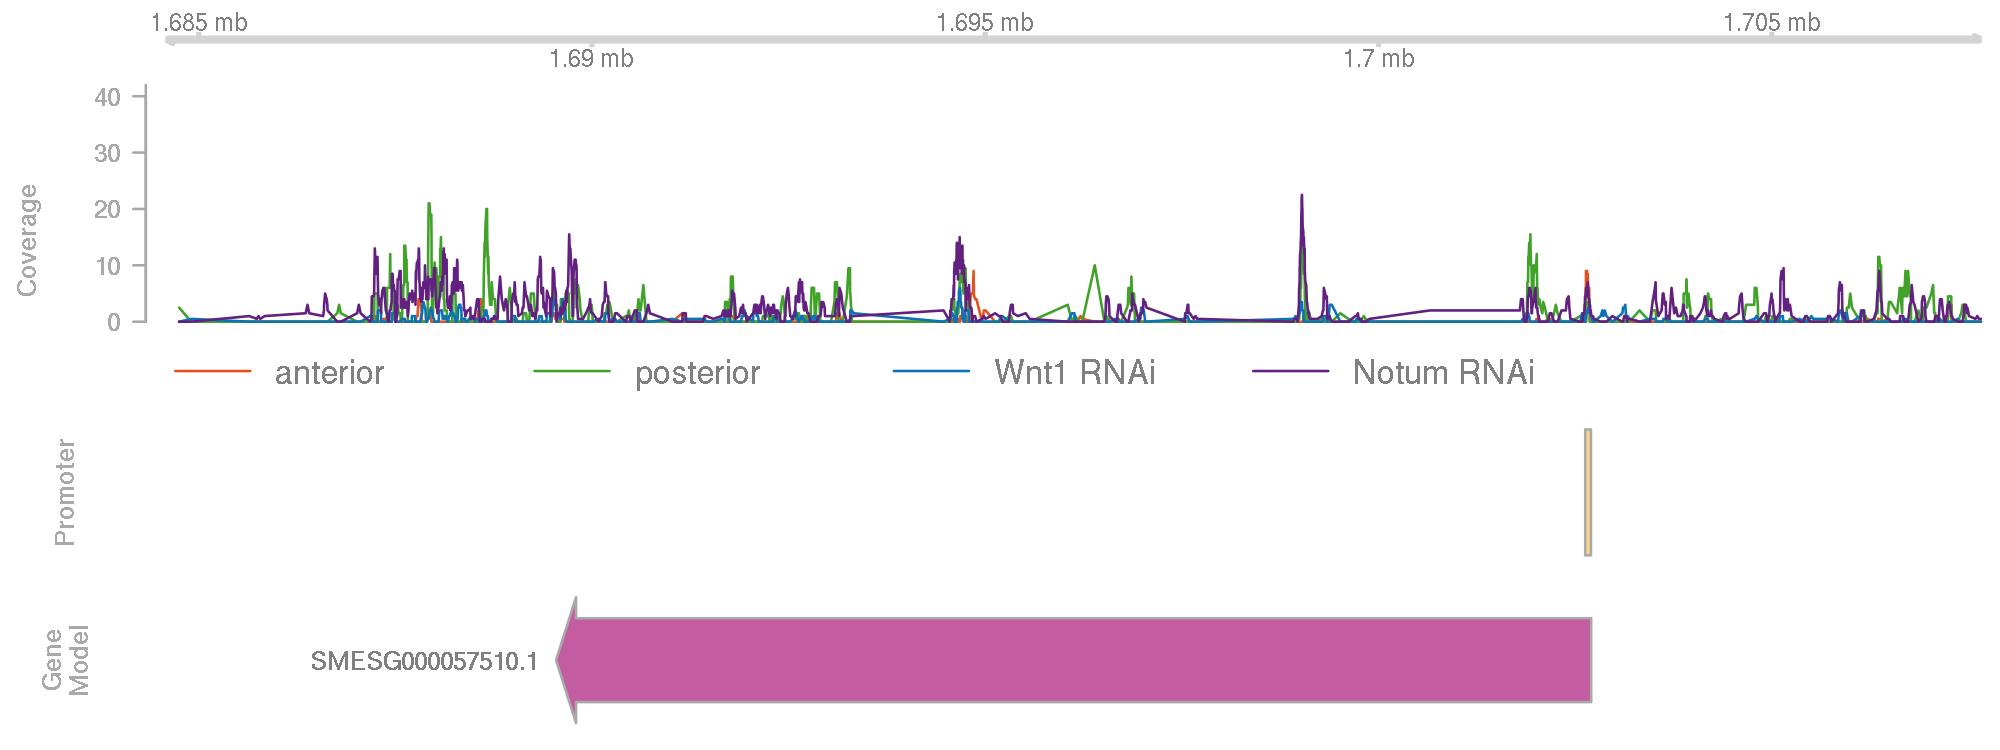 1.685 mb
1.695 mb
1.705 mb
1.69 mb
1.7 mb
Coverage
40
30
20
10
0
anterior posterior Wnt1 RNAi Notum RNAi
Promoter
Gene
Model
SMESG000057510.1